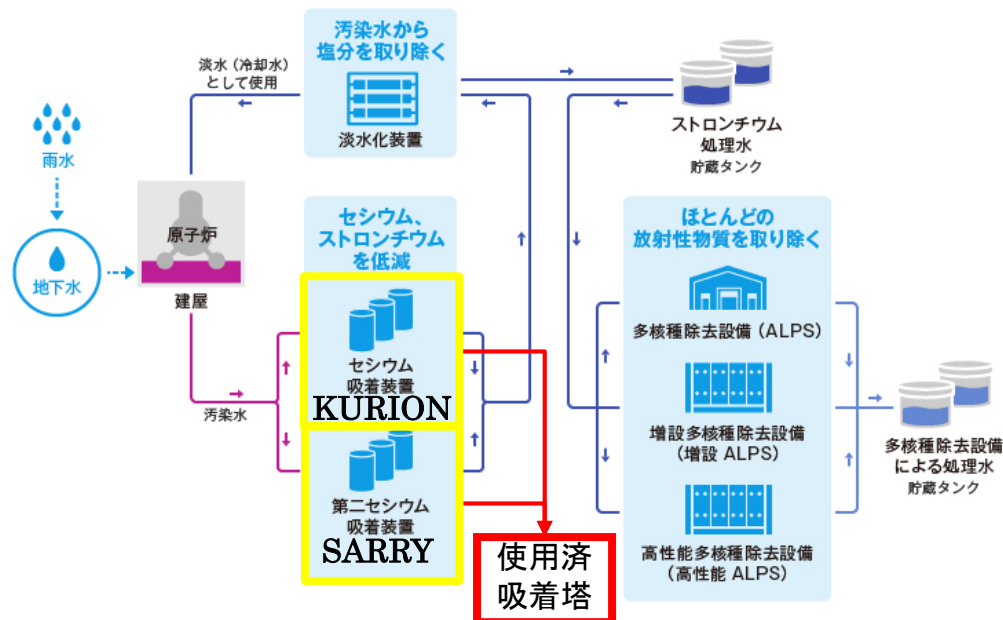 汚染水から
塩分を取り除く
淡水化装置
淡水（冷却水）
として使用
雨水
地下水
原子炉
建屋
汚染水
セシウム、
ストロンチウム
を低減
セシウム
吸着装置
KURION
第二セシウム
吸着装置
SARRY
使用済
吸着塔
ストロンチウム
処理水
貯蔵タンク
ほとんどの
放射性物質を取り除く
多核種除去設備（ALPS）
増設多核種除去設備
（増設 ALPS）
高性能多核種除去設備
（高性能 ALPS）
多核種除去設備
による処理水
貯蔵タンク